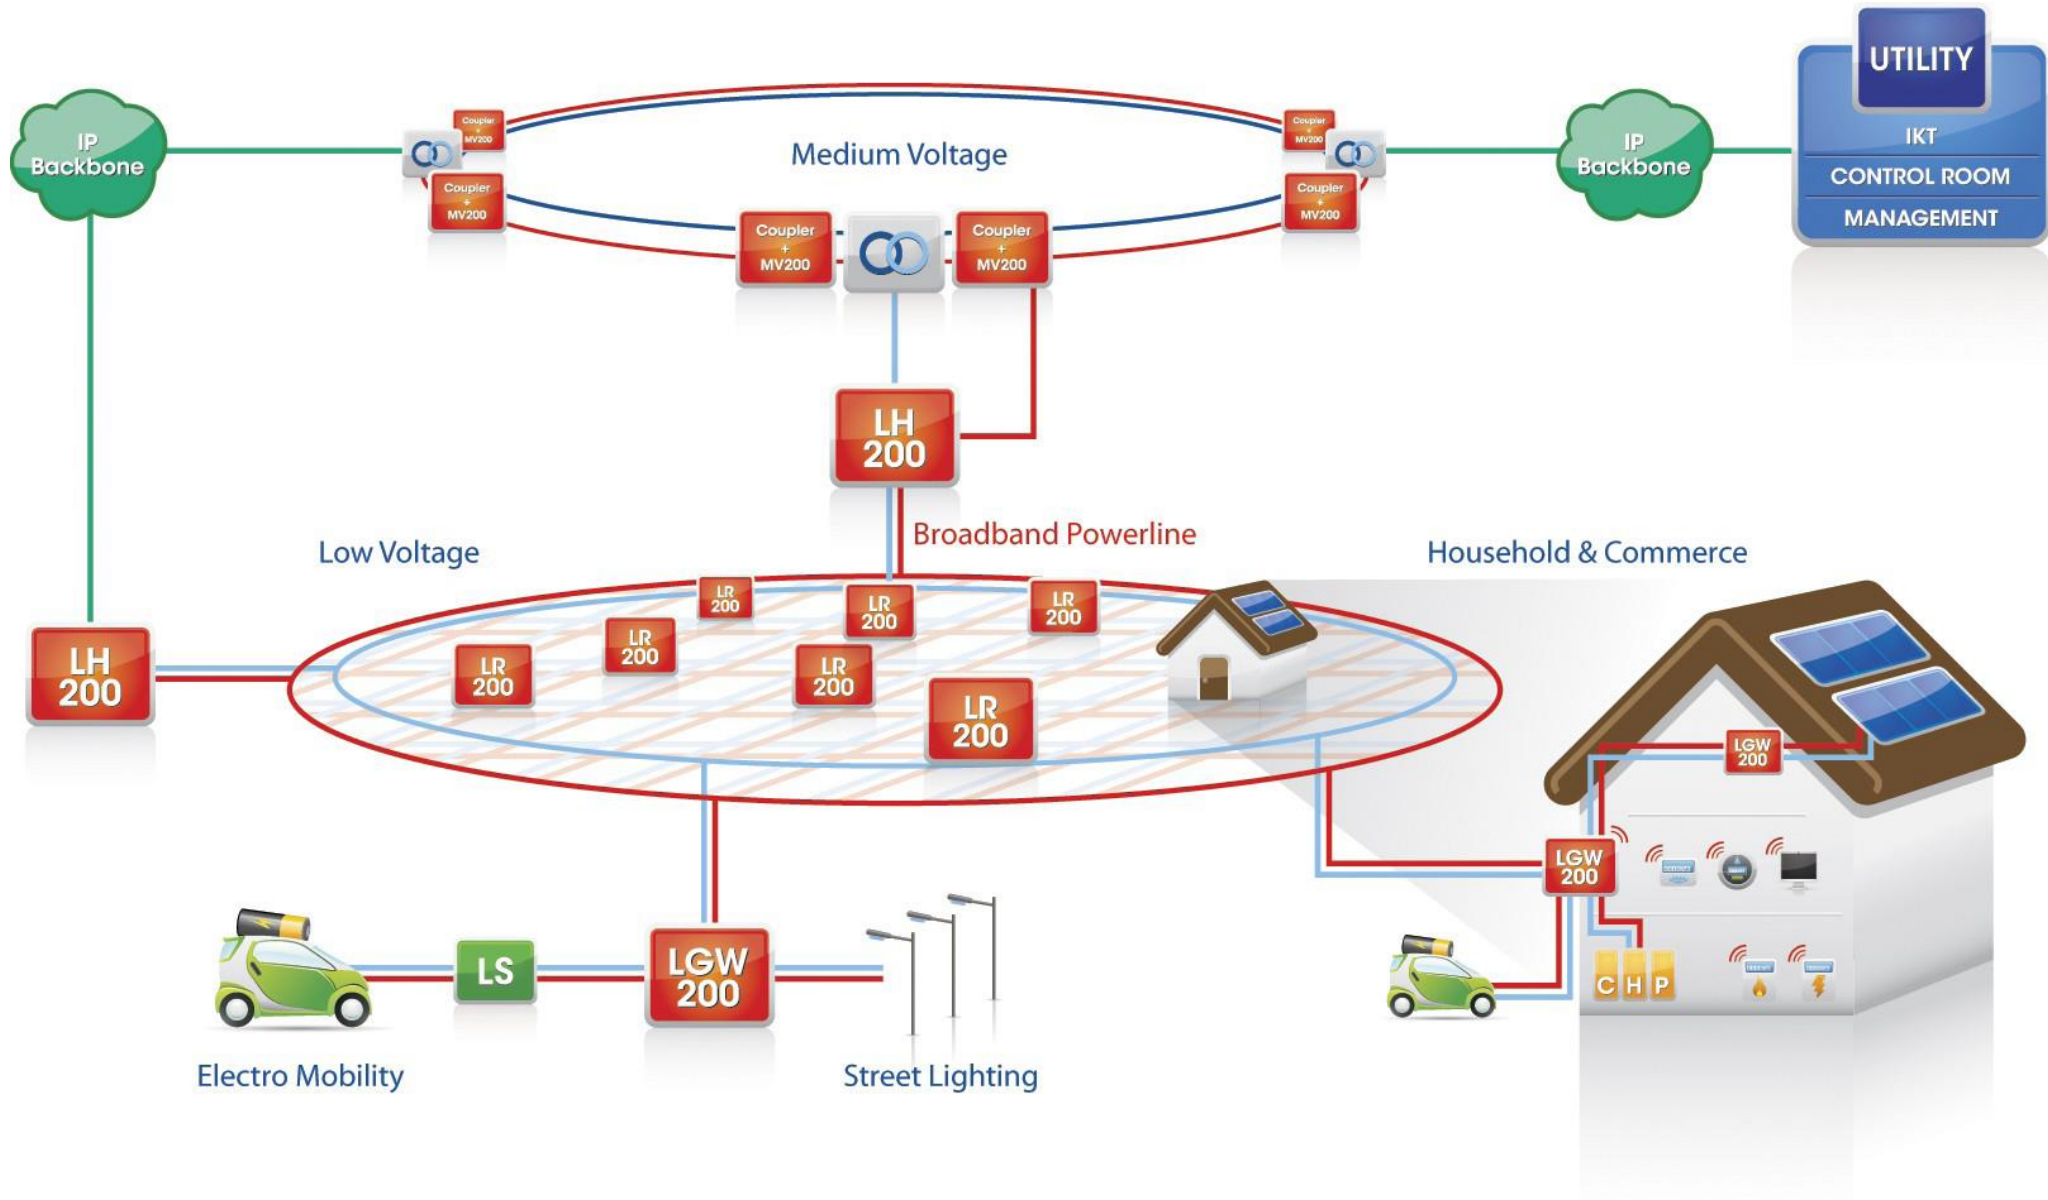 UTILITY
IKT
CONTROL ROOM
MANAGEMENT
IP
Backbone
Coupler
+
MV200
Coupler
+
MV200
Medium Voltage
Coupler
+
MV200
Coupler
+
MV200
IP
Backbone
Coupler
+
MV200
Coupler
+
MV200
LH
200
Broadband Powerline
Low Voltage
Household & Commerce
LH
200
LR
200
LR
200
LR
200
LR
200
LR
200
LR
200
LR
200
LGW
200
LGW
200
C H P
LS
LGW
200
Electro Mobility
Street Lighting